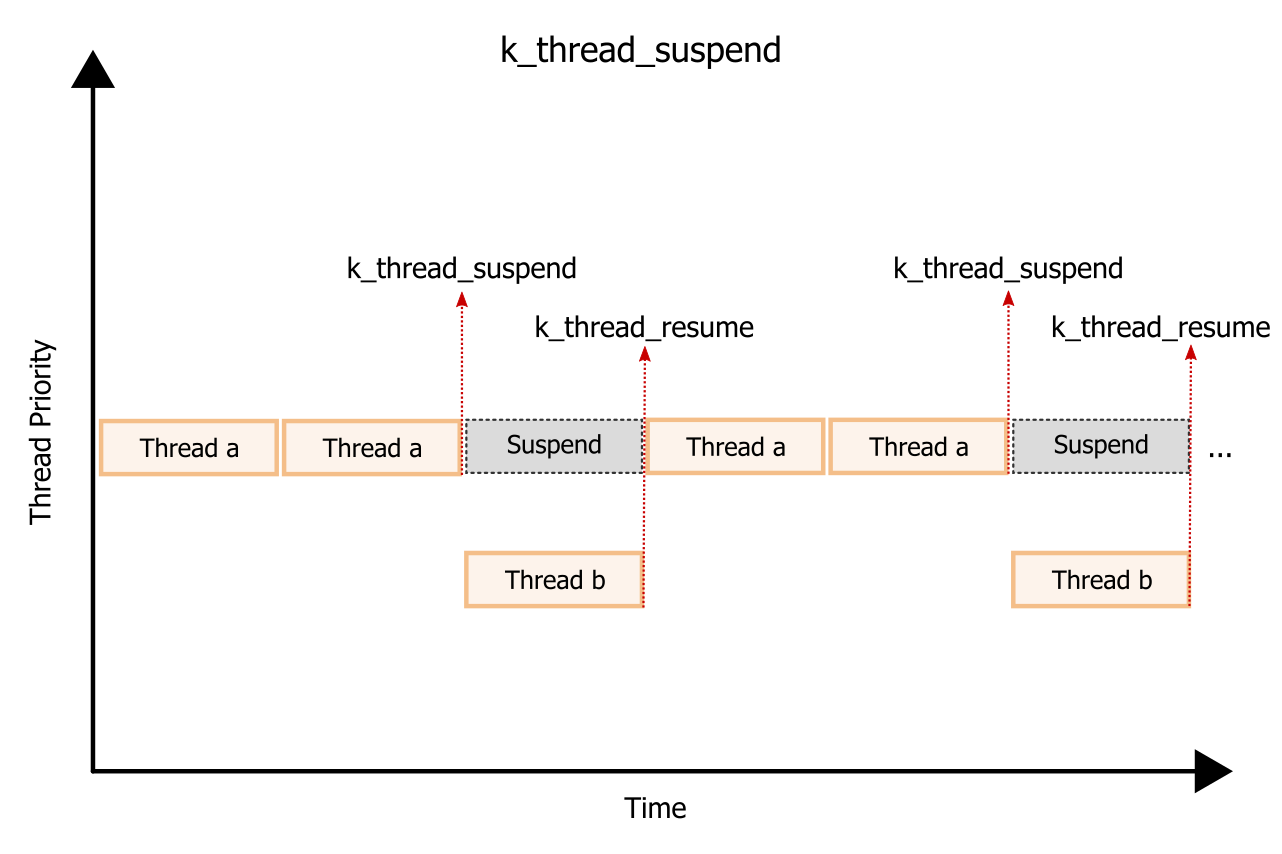 k_thread_suspend
k_thread_suspend
k_thread_suspend
k_thread_resume
k_thread_resume
Thread Priority
Thread a
Thread a
Suspend
Thread a
Thread a
Suspend
...
Thread b
Thread b
Time